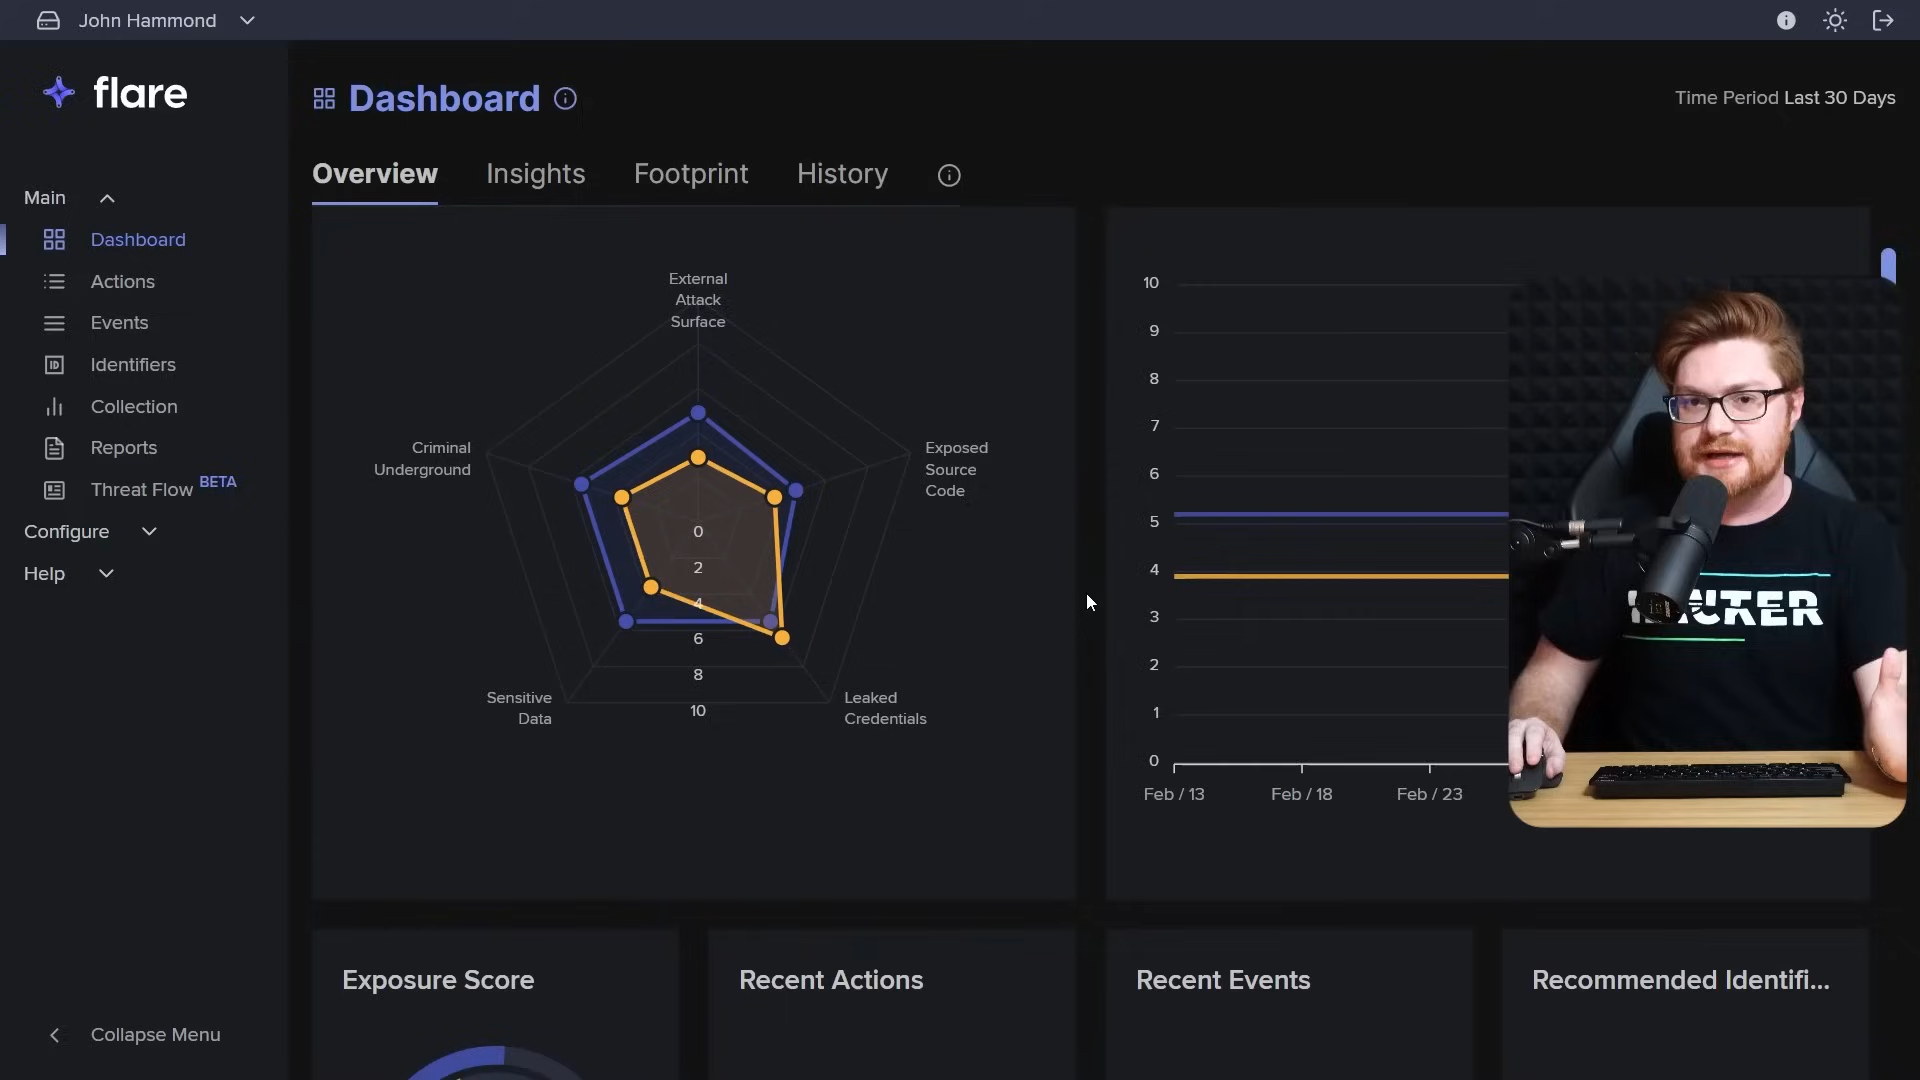 John Hammond
flare
Dashboard
Time Period Last 30 Days
Overview
Insights
Footprint
History
Main
Dashboard
Actions
Events
Identifiers
Collection
Reports
Threat Flow BETA
Configure
Help
Collapse Menu
External
Attack
Surface
Criminal
Underground
Exposed
Source
Code
Sensitive
Data
Leaked
Credentials
0
2
4
6
8
10
10
9
8
7
6
5
4
3
2
1
0
Feb / 13
Feb / 18
Feb / 23
Exposure Score
Recent Actions
Recent Events
Recommended Identifi...